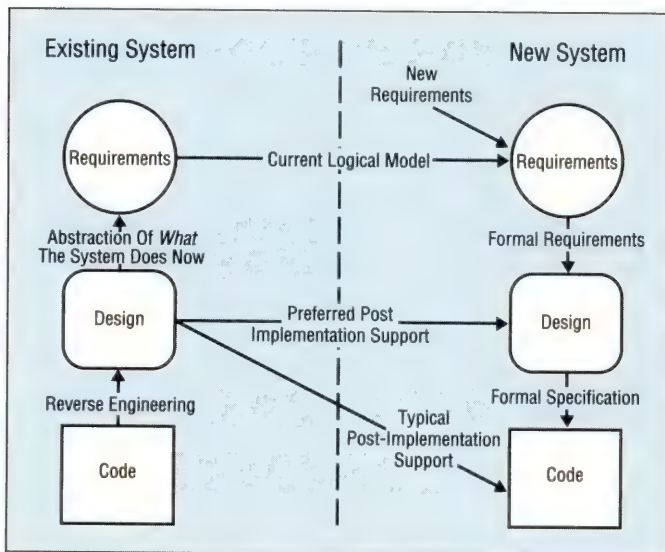 Existing System
New System
New
Requirements
Requirements
Current Logical Model
Requirements
Abstraction Of What
The System Does Now
Formal Requirements
Design
Preferred Post
Implementation Support
Design
Reverse Engineering
Formal Specification
Typical
Post-Implementation
Support
Code
Code